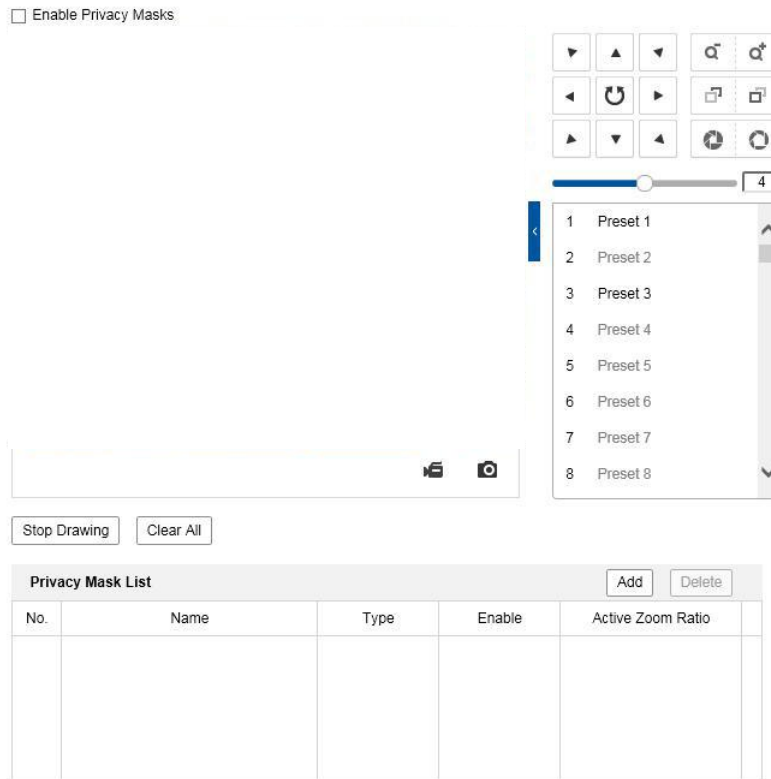 Enable Privacy Masks
4
1 Preset 1
2 Preset 2
3 Preset 3
4 Preset 4
5 Preset 5
6 Preset 6
7 Preset 7
8 Preset 8
Stop Drawing Clear All
Privacy Mask List Add Delete
No. Name Type Enable Active Zoom Ratio